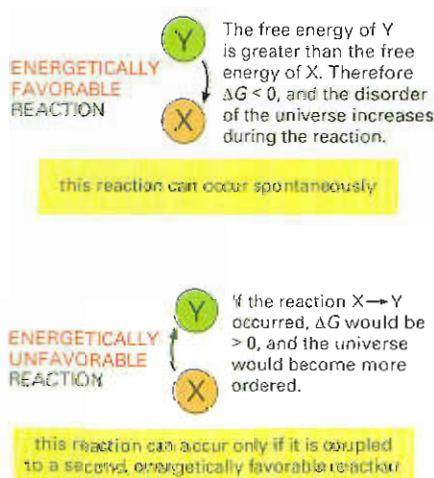 Y
ENERGETICALLY
FAVORABLE
REACTION
X
The free energy of Y
is greater than the free
energy of X. Therefore
ΔG < 0, and the disorder
of the universe increases
during the reaction.
this reaction can occur spontaneously
Y
ENERGETICALLY
UNFAVORABLE
REACTION
X
if the reaction X→Y
occurred, ΔG would be
> 0, and the universe
would become more
ordered.
this reaction can occur only if it is coupled
to a second, energetically favorable reaction